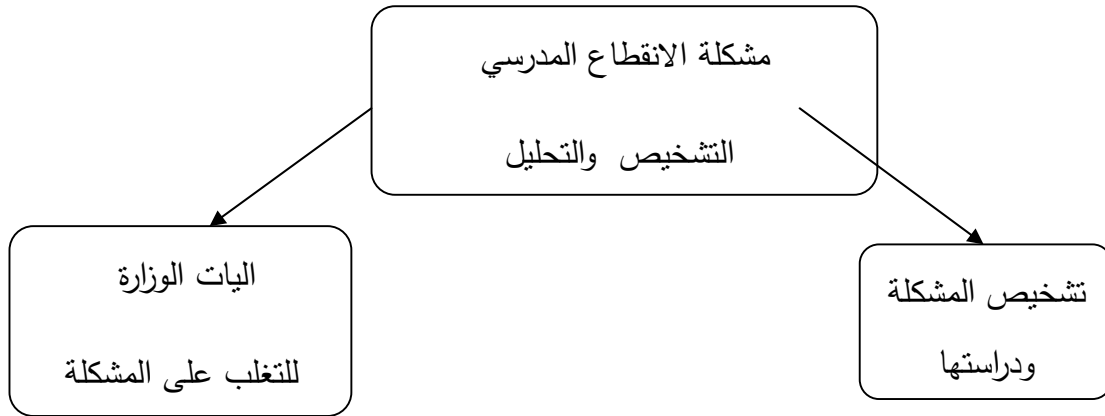 مشكلة الانقطاع المدرسي
التشخيص والتحليل
تشخيص المشكلة
ودراستها
اليات الوزارة
للتغلب على المشكلة